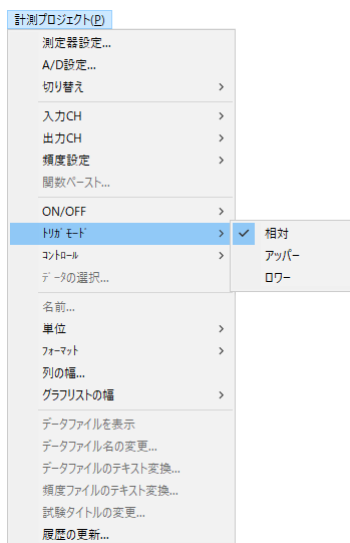 計測プロジェクト(P)
測定器設定...
A/D設定...
切り替え
入力CH
出力CH
頻度設定
関数ペースト...
ON/OFF
ﾄﾘｶﾞﾓｰﾄﾞ
相対
ｺﾝﾄﾛｰﾙ
アッパー
ﾃﾞｰﾀの選択...
ロワー
名前...
単位
ﾌｫｰﾏｯﾄ
列の幅...
グラフリストの幅
データファイルを表示
データファイル名の変更...
データファイルのテキスト変換...
頻度ファイルのテキスト変換...
試験タイトルの変更...
履歴の更新...